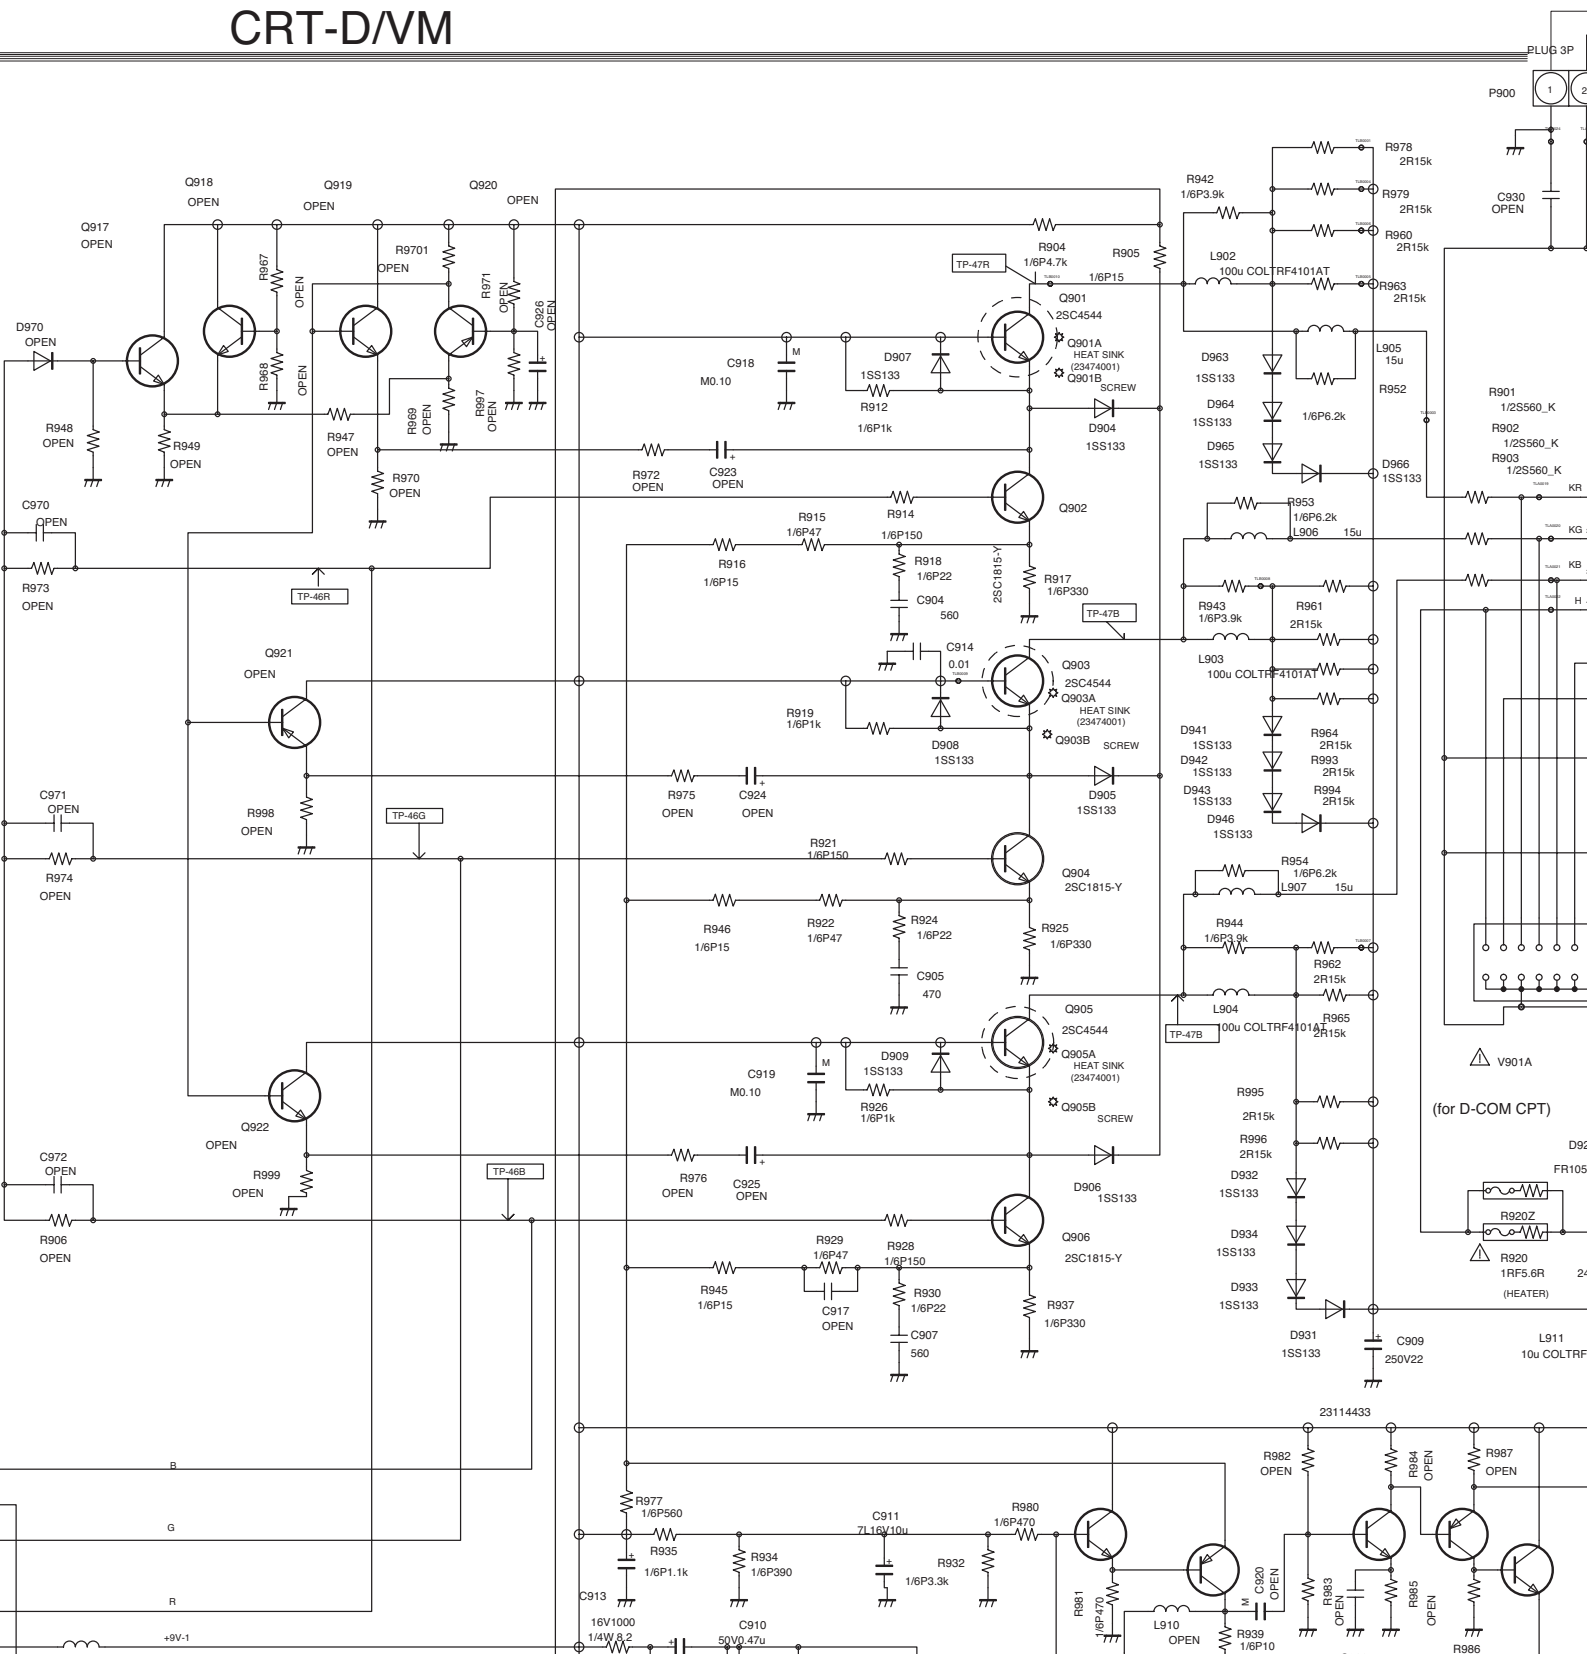 CRT-D/VM
PLUG 3P
P900
1
2
R978
2R15k
Q918
OPEN
Q919
OPEN
Q920
OPEN
R942
1/6P3.9k
R979
2R15k
C930
OPEN
Q917
OPEN
R9701
OPEN
R967
OPEN
R971
OPEN
C926
OPEN
R904
1/6P4.7k
R905
R960
2R15k
TP-47R
1/6P15
L902
100u COLTRF4101AT
R963
2R15k
D970
OPEN
Q901
2SC4544
Q901A
HEAT SINK
(23474001)
Q901B
SCREW
C918
M
M0.10
D907
1SS133
R912
1/6P1k
D963
1SS133
L905
15u
R952
1/6P6.2k
R968
OPEN
R969
OPEN
R997
OPEN
D964
1SS133
R901
1/2S560_K
R902
1/2S560_K
R903
1/2S560_K
R948
OPEN
R949
OPEN
R947
OPEN
D904
1SS133
D965
1SS133
R970
OPEN
R972
OPEN
C923
OPEN
D966
1SS133
KR
C970
OPEN
R914
1/6P150
Q902
2SC1815-Y
R953
1/6P6.2k
L906
15u
KG
R915
1/6P47
R916
1/6P15
R918
1/6P22
C904
560
R917
1/6P330
KB
R973
OPEN
TP-46R
TP-47B
R943
1/6P3.9k
R961
2R15k
H
Q921
OPEN
C914
0.01
Q903
2SC4544
Q903A
HEAT SINK
(23474001)
Q903B
SCREW
L903
100u COLTRF4101AT
R919
1/6P1k
D908
1SS133
D941
1SS133
D942
1SS133
D943
1SS133
D946
1SS133
R964
2R15k
R993
2R15k
R994
2R15k
C971
OPEN
R998
OPEN
TP-46G
R975
OPEN
C924
OPEN
D905
1SS133
R974
OPEN
R921
1/6P150
Q904
2SC1815-Y
R954
1/6P6.2k
L907
15u
R946
1/6P15
R922
1/6P47
R924
1/6P22
R925
1/6P330
R944
1/6P3.9k
R962
2R15k
C905
470
L904
100u COLTRF4101AT
R965
2R15k
TP-47B
Q905
2SC4544
Q905A
HEAT SINK
(23474001)
Q905B
SCREW
C919
M
M0.10
D909
1SS133
R926
1/6P1k
V901A
R995
2R15k
(for D-COM CPT)
Q922
OPEN
R996
2R15k
D92
FR105
C972
OPEN
R999
OPEN
TP-46B
R976
OPEN
C925
OPEN
D906
1SS133
D932
1SS133
R920Z
R906
OPEN
Q906
2SC1815-Y
D934
1SS133
R920
1RF5.6R
(HEATER)
24
R929
1/6P47
R928
1/6P150
R945
1/6P15
C917
OPEN
R930
1/6P22
R937
1/6P330
D933
1SS133
C907
560
D931
1SS133
C909
250V22
L911
10u COLTRF
23114433
B
R982
OPEN
R984
OPEN
R987
OPEN
R977
1/6P560
C911
7L16V10u
R980
1/6P470
G
R935
1/6P1.1k
R934
1/6P390
R932
1/6P3.3k
C913
16V1000
R981
1/6P470
C920
M
OPEN
R983
OPEN
R985
OPEN
R
+9V-1
1/4W 8.2
C910
50V0.47u
L910
OPEN
R939
1/6P10
R986